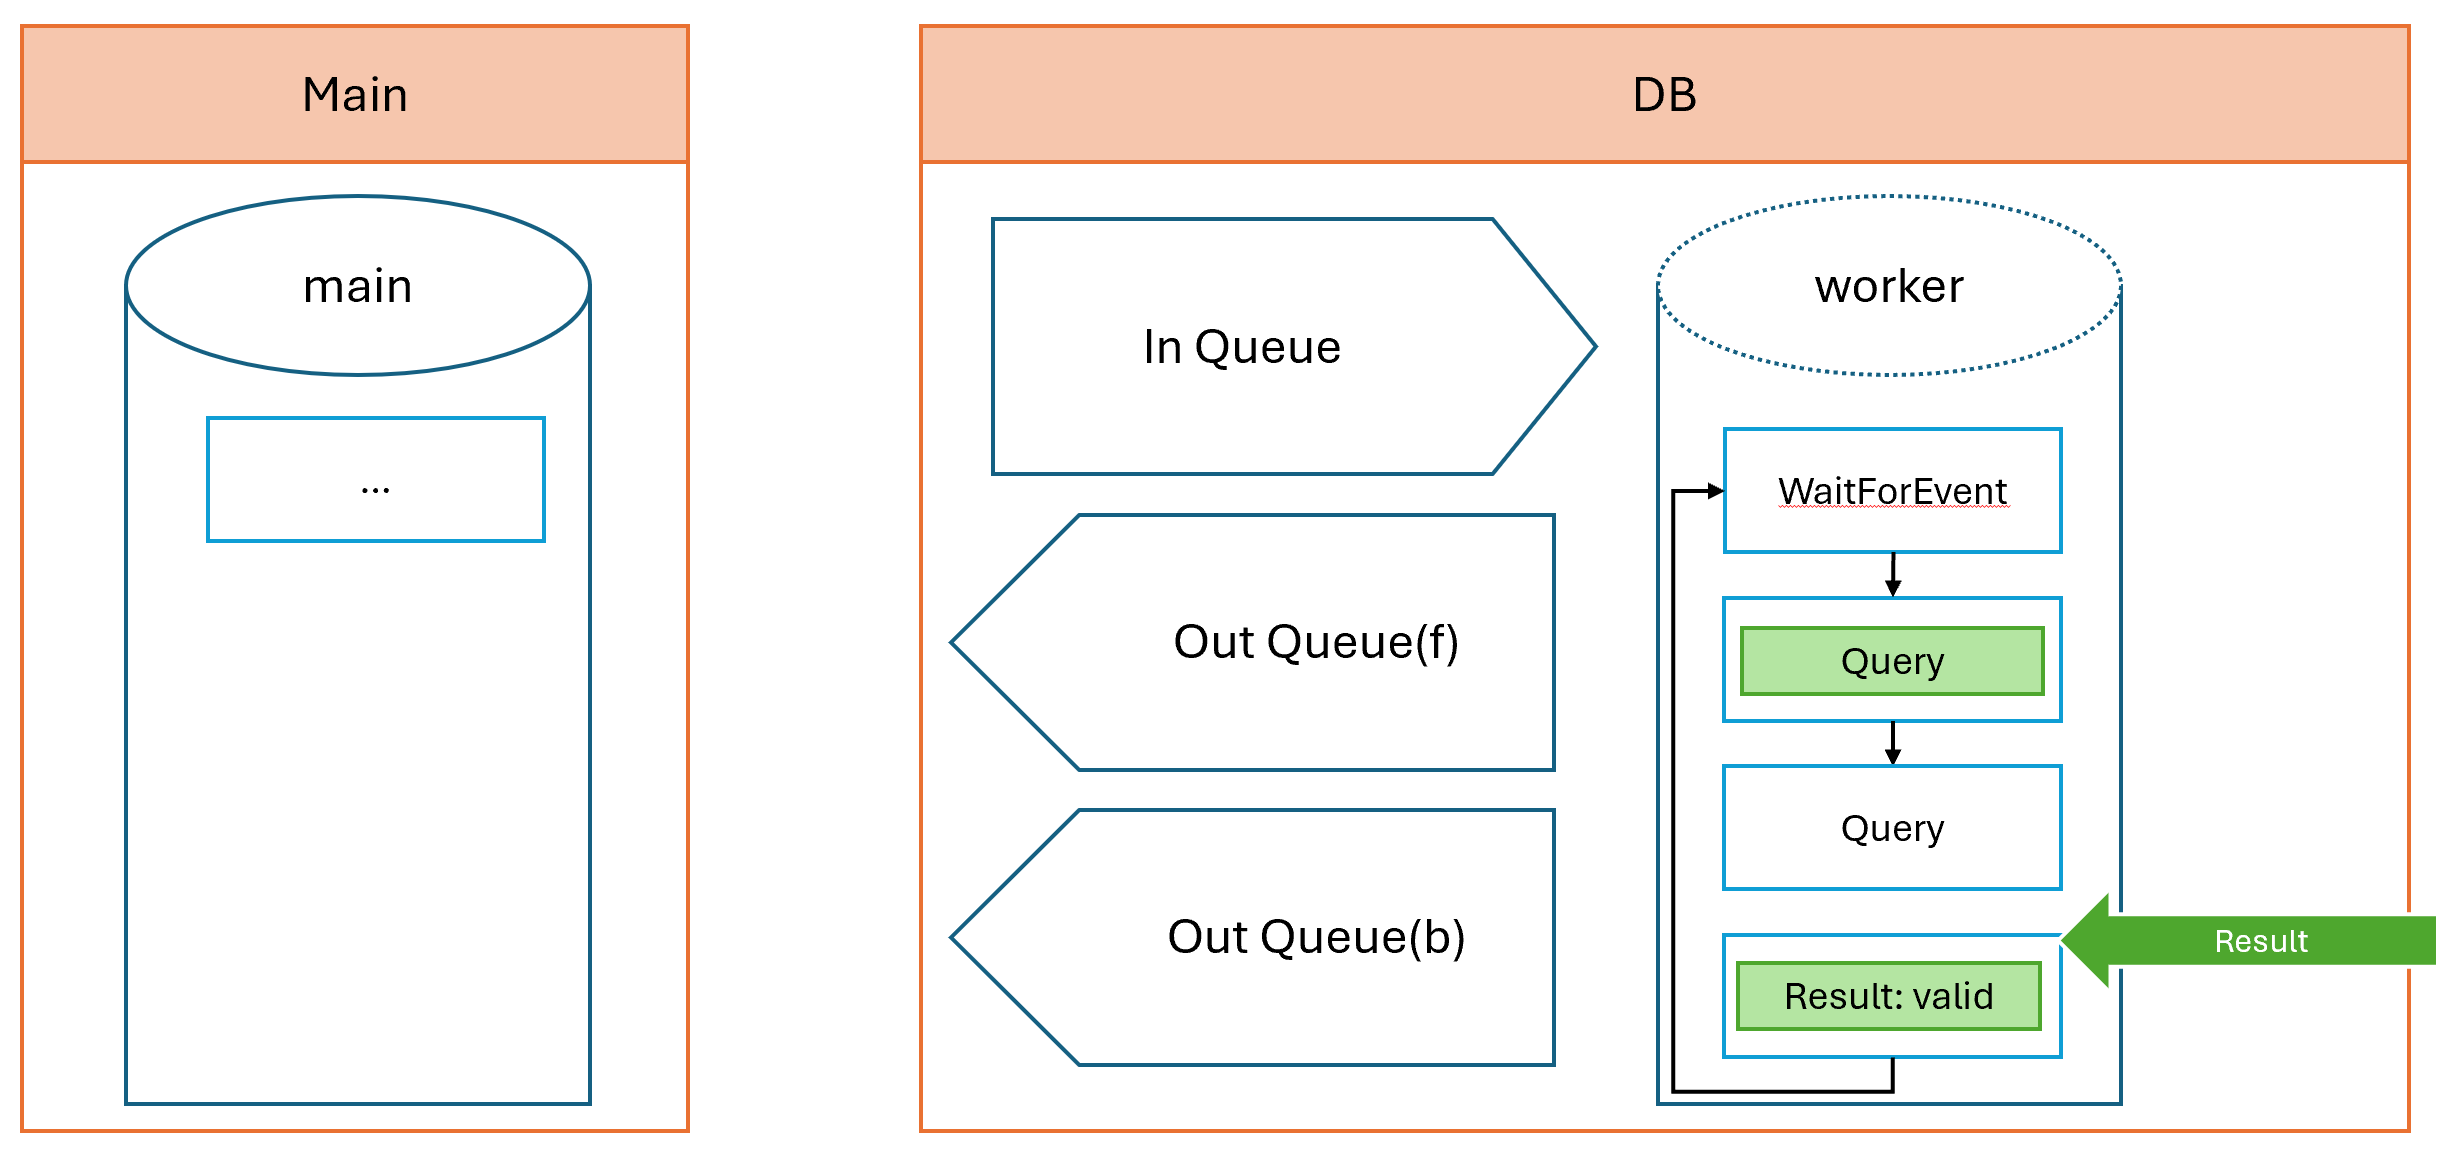 Main
main
...
DB
In Queue
Out Queue(f)
Out Queue(b)
worker
WaitForEvent
Query
Query
Result
Result: valid